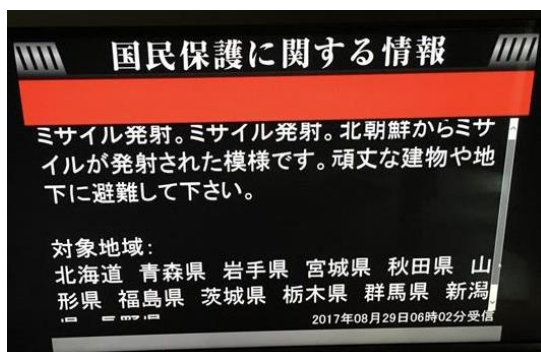 国民保護に関する情報
ミサイル発射。ミサイル発射。北朝鮮からミサ
イルが発射された模様です。頑丈な建物や地
下に避難して下さい。
対象地域:
北海道 青森県 岩手県 宮城県 秋田県 山
形県 福島県 茨城県 栃木県 群馬県 新潟
県 長野県
2017年08月29日06時02分受信